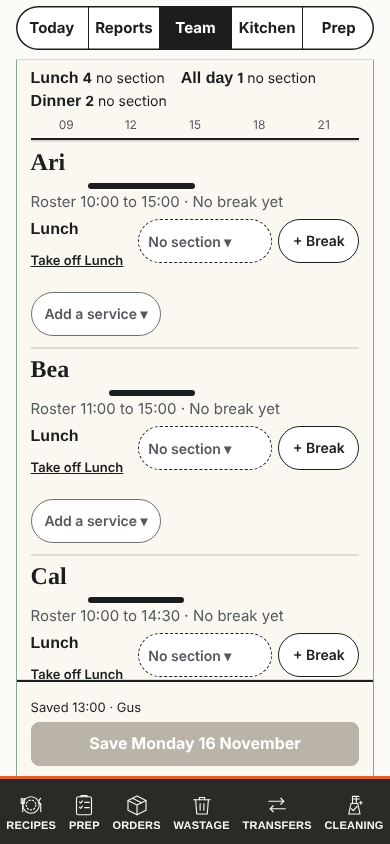 Today Reports Team Kitchen Prep
Lunch 4 no section All day 1 no section
Dinner 2 no section
09 12 15 18 21
Ari
Roster 10:00 to 15:00 · No break yet
Lunch
No section ▾ + Break
Take off Lunch
Add a service ▾
Bea
Roster 11:00 to 15:00 · No break yet
Lunch
No section ▾ + Break
Take off Lunch
Add a service ▾
Cal
Roster 10:00 to 14:30 · No break yet
Lunch
No section ▾ + Break
Take off Lunch
Saved 13:00 · Gus
Save Monday 16 November
RECIPES PREP ORDERS WASTAGE TRANSFERS CLEANING